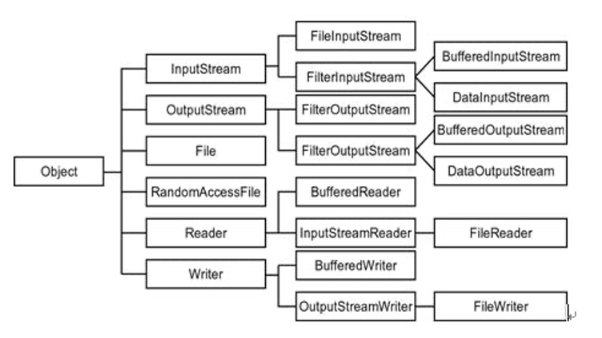 FileInputStream
BufferedInputStream
InputStream
FilterInputStream
DataInputStream
OutputStream
FilterOutputStream
BufferedOutputStream
File
FilterOutputStream
DataOutputStream
Object
RandomAccessFile
BufferedReader
Reader
InputStreamReader
FileReader
Writer
BufferedWriter
OutputStreamWriter
FileWriter